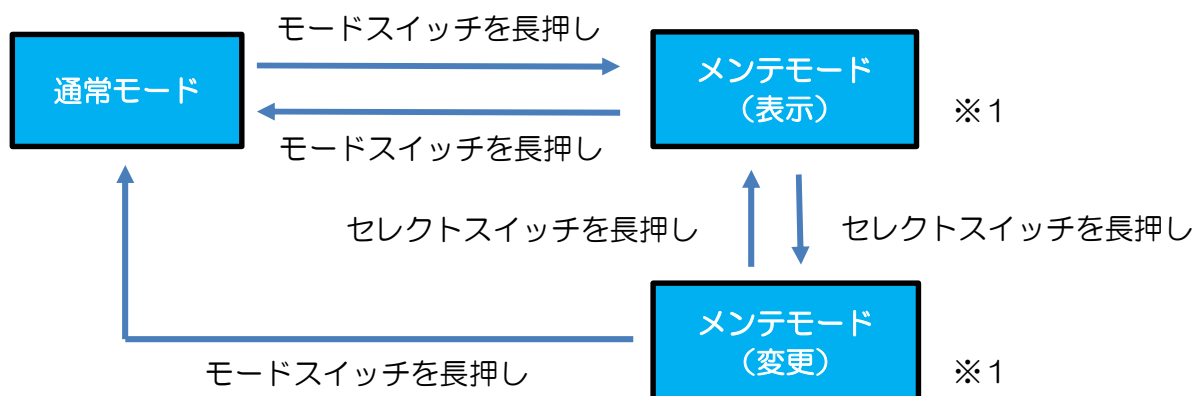 モードスイッチを長押し
通常モード
メンテモード
（表示）
※１
モードスイッチを長押し
セレクトスイッチを長押し
セレクトスイッチを長押し
メンテモード
（変更）
※１
モードスイッチを長押し